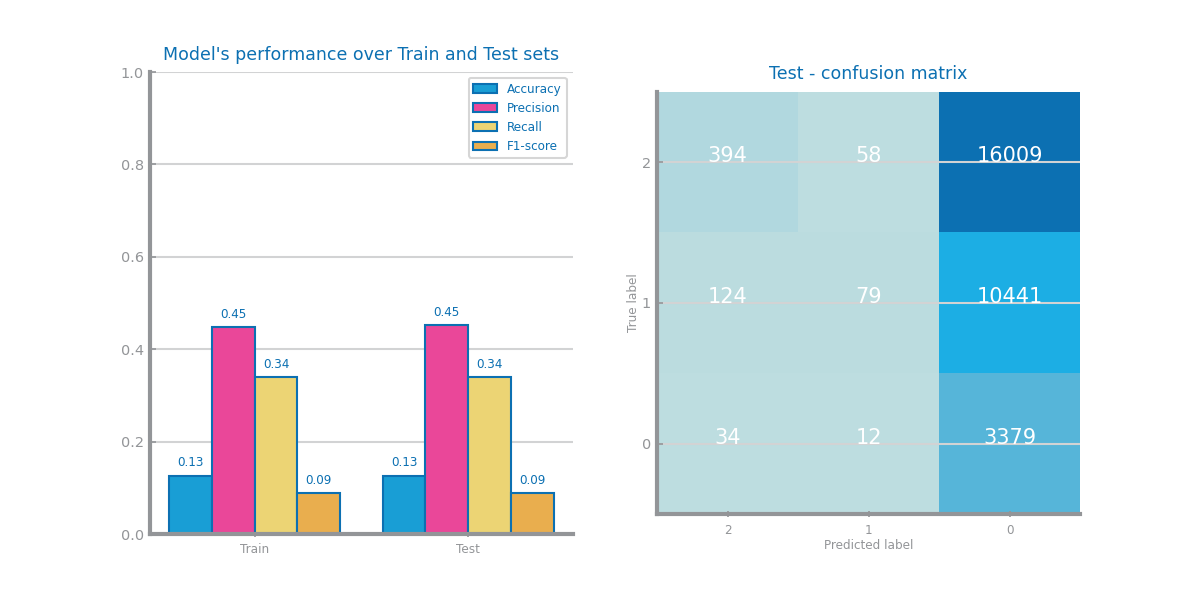 Model's performance over Train and Test sets
1.0
0.8
0.6
0.4
0.2
0.0
Accuracy
Precision
Recall
F1-score
0.13
0.45
0.34
0.09
0.13
0.45
0.34
0.09
Train
Test
Test - confusion matrix
True label
2
394
58
16009
1
124
79
10441
0
34
12
3379
2
1
0
Predicted label